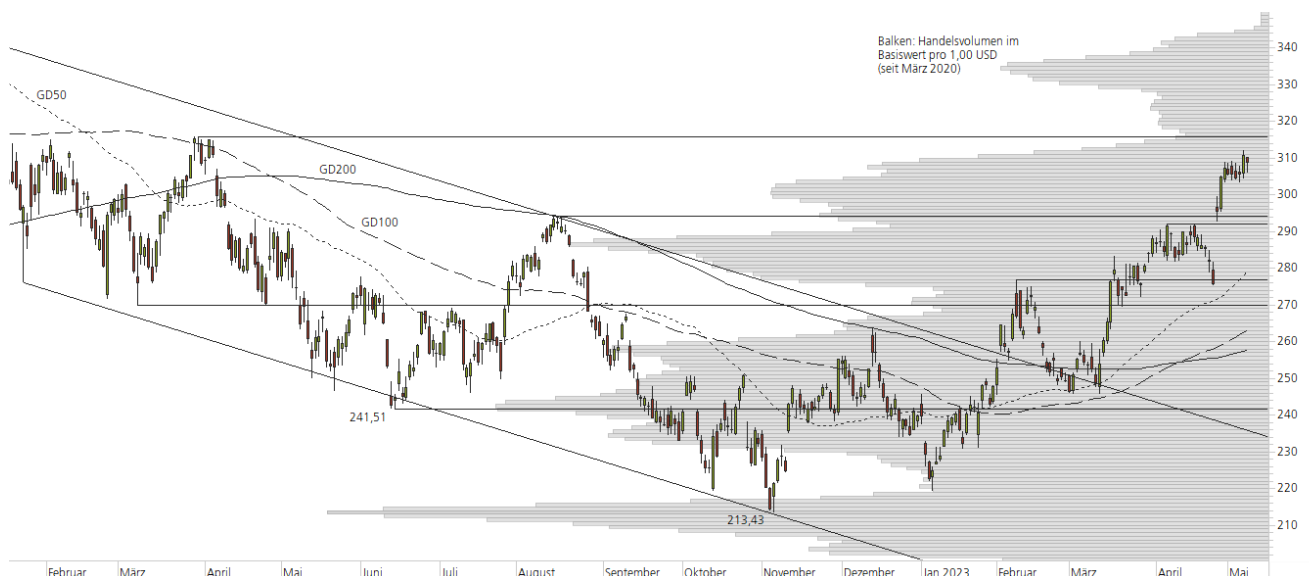 Balken: Handelsvolumen im
Basiswert pro 1,00 USD
(seit März 2020)
GD50
GD200
GD100
241,51
213,43
340
330
320
310
300
290
280
270
260
250
240
230
220
210
Februar
März
April
Mai
Juni
Juli
August
September
Oktober
November
Dezember
Jan 2023
Februar
März
April
Mai